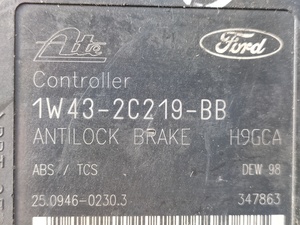 Ate Ford
Controller
1W43-2C219-BB
ANTILOCK BRAKE H9GCA
ABS / TCS DEW 98
25.0946-0230.3 347863